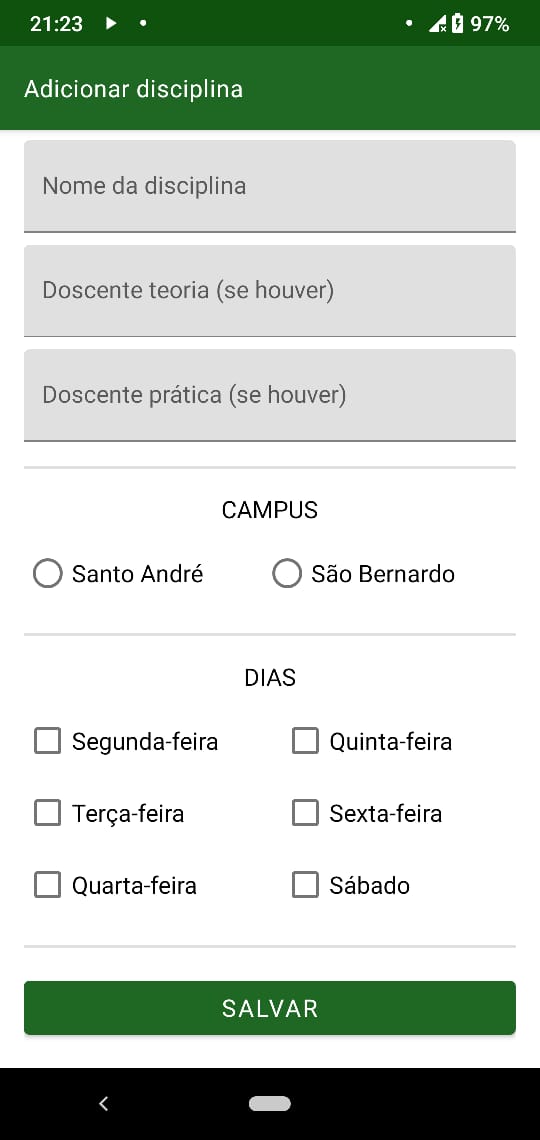 21:23 97%
Adicionar disciplina
Nome da disciplina
Doscente teoria (se houver)
Doscente prática (se houver)
CAMPUS
Santo André São Bernardo
DIAS
Segunda-feira Quinta-feira
Terça-feira Sexta-feira
Quarta-feira Sábado
SALVAR